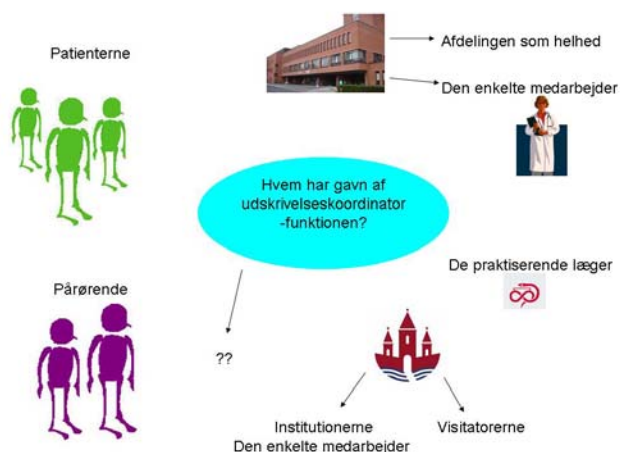 Patienterne
Afdelingen som helhed
Den enkelte medarbejder
Hvem har gavn af
udskrivelseskoordinator
-funktionen?
De praktiserende læger
Pårørende
??
Institutionerne
Den enkelte medarbejder
Visitatorerne